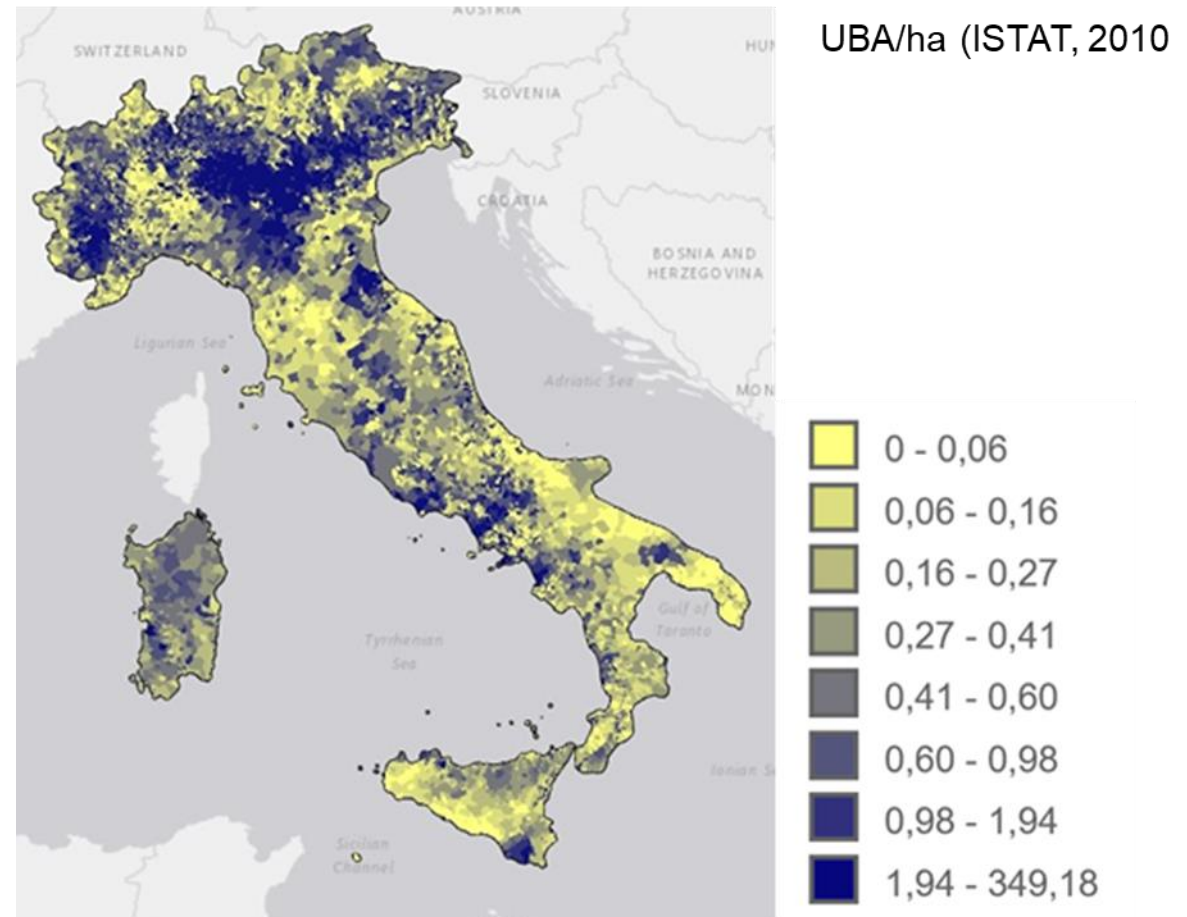 AUSTRIA
UBA/ha (ISTAT, 2010
SWITZERLAND
SLOVENIA
CROATIA
BOSNIA AND
HERZEGOVINA
Ligurian Sea
Adriatic Sea
MON
0 - 0,06
0,06 - 0,16
0,16 - 0,27
0,27 - 0,41
Gulf of
Taranto
Tyrrhenian
Sea
0,41 - 0,60
0,60 - 0,98
Ionian S
0,98 - 1,94
Sicilian
Channel
1,94 - 349,18